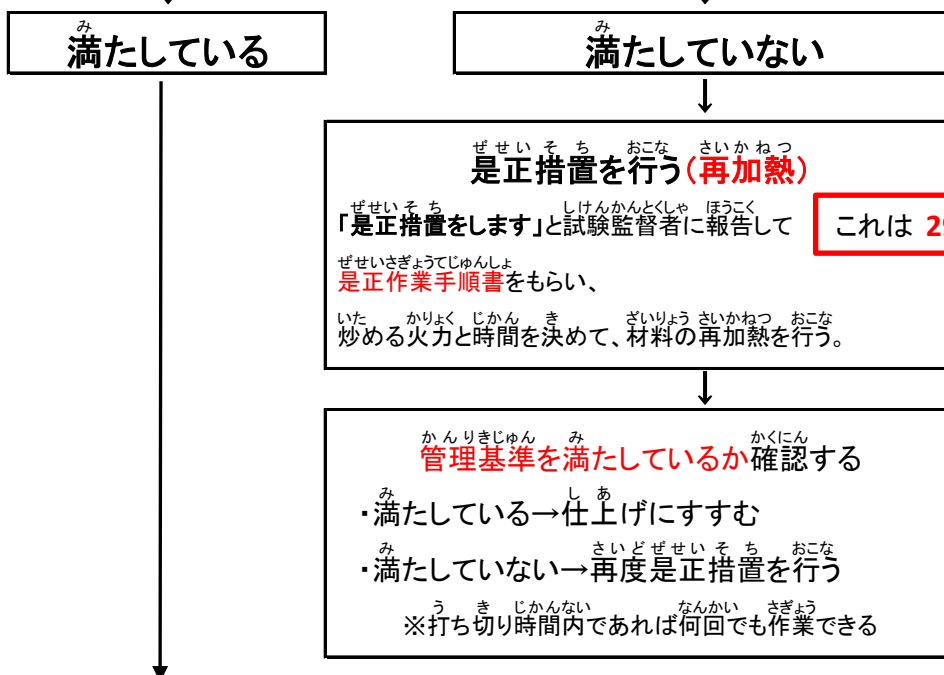 満たしている
満たしていない
是正措置を行う(再加熱)
「是正措置をします」と試験監督者に報告して
これは 29
是正作業手順書をもらい、
炒める火力と時間を決めて、材料の再加熱を行う。
管理基準を満たしているか確認する
・満たしている→仕上げにすすむ
・満たしていない→再度是正措置を行う
※打ち切り時間内であれば何回でも作業できる